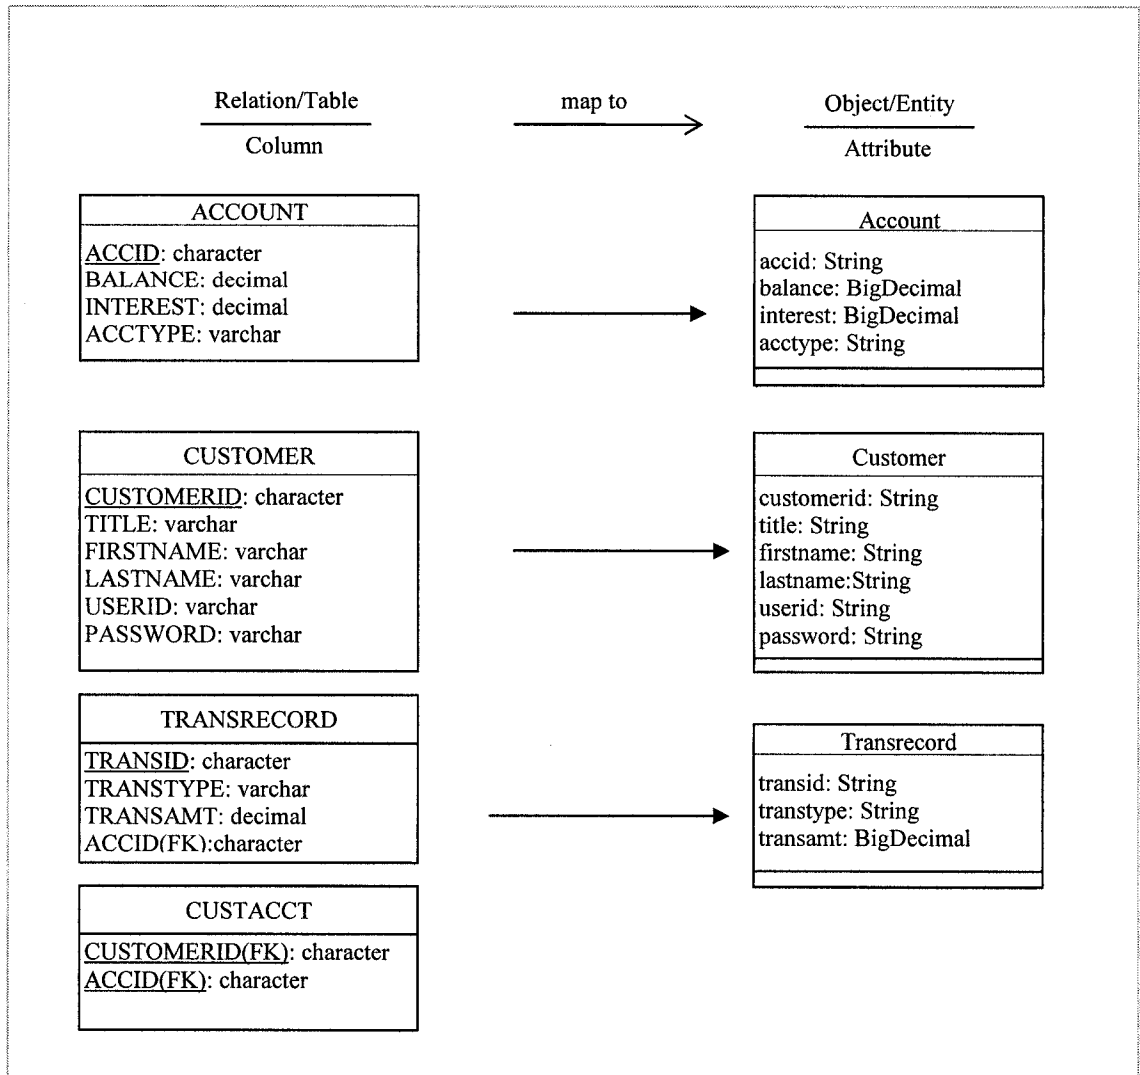 Relation/Table
map to
Object/Entity
Column
Attribute
ACCOUNT
ACCID: character
BALANCE: decimal
INTEREST: decimal
ACCTYPE: varchar
Account
accid: String
balance: BigDecimal
interest: BigDecimal
acctype: String
CUSTOMER
CUSTOMERID: character
TITLE: varchar
FIRSTNAME: varchar
LASTNAME: varchar
USERID: varchar
PASSWORD: varchar
Customer
customerid: String
title: String
firstname: String
lastname:String
userid: String
password: String
TRANSRECORD
TRANSID: character
TRANSTYPE: varchar
TRANSAMT: decimal
ACCID(FK):character
Transrecord
transid: String
transtype: String
transamt: BigDecimal
CUSTACCT
CUSTOMERID(FK): character
ACCID(FK): character